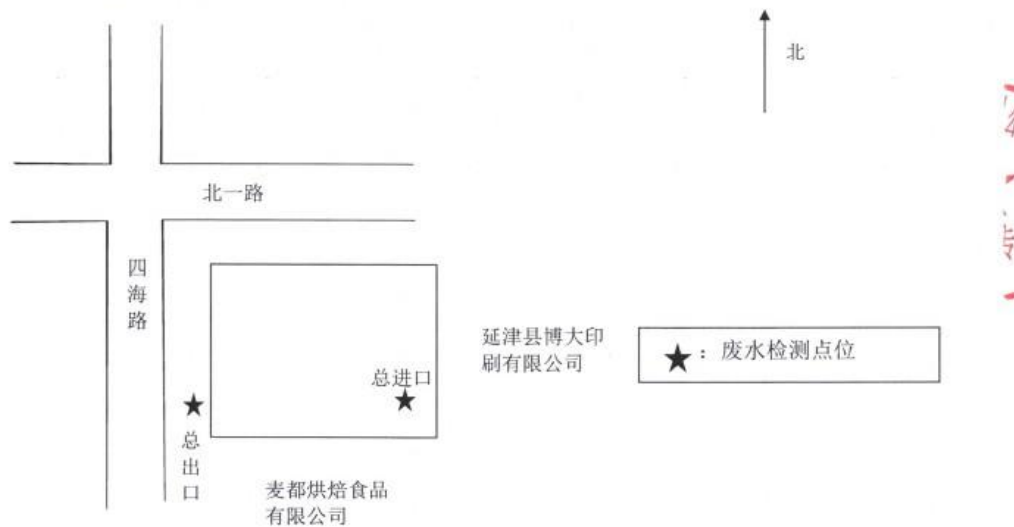 北
北一路
四海路
延津县博大印
刷有限公司
★：废水检测点位
总进口
总出口
麦都烘焙食品
有限公司